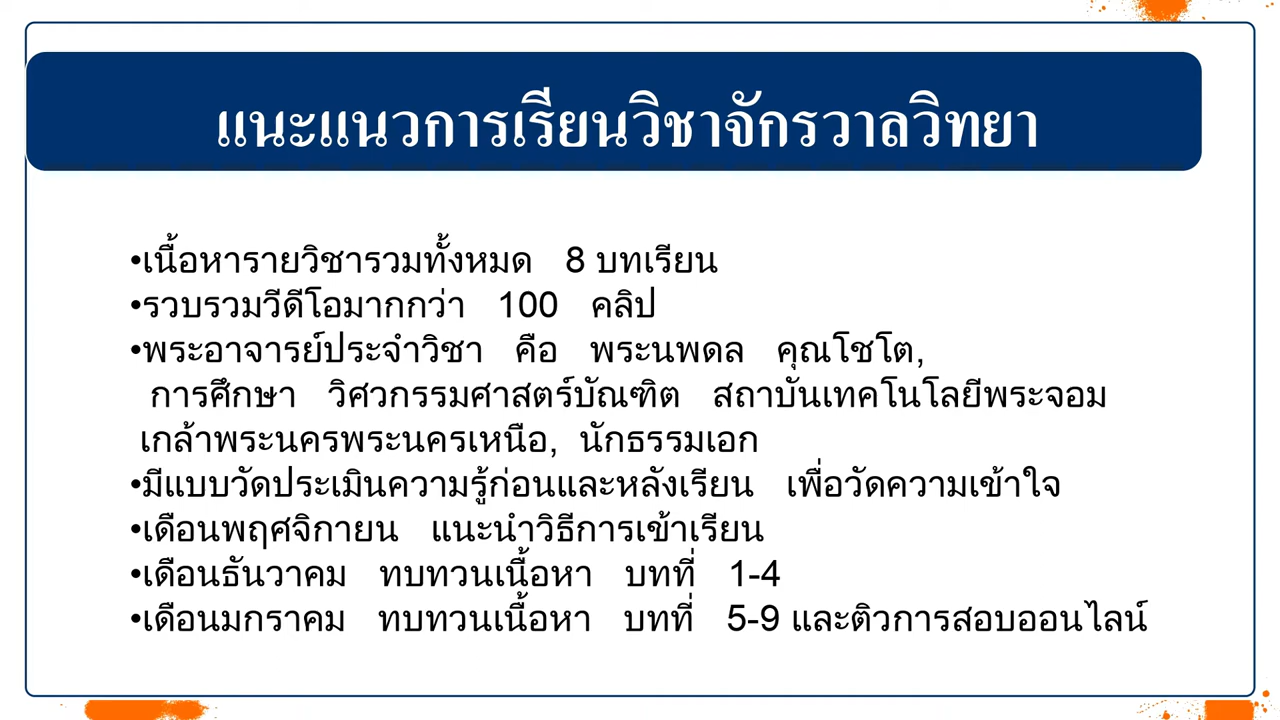 แนะแนวการเรียนวิชาจักรวาลวิทยา
•เนื้อหารายวิชารวมทั้งหมด 8 บทเรียน
•รวบรวมวีดีโอมากกว่า 100 คลิป
•พระอาจารย์ประจำวิชา คือ พระนพดล คุณโชโต,
การศึกษา วิศวกรรมศาสตร์บัณฑิต สถาบันเทคโนโลยีพระจอม
เกล้าพระนครพระนครเหนือ, นักธรรมเอก
•มีแบบวัดประเมินความรู้ก่อนและหลังเรียน เพื่อวัดความเข้าใจ
•เดือนพฤศจิกายน แนะนำวิธีการเข้าเรียน
•เดือนธันวาคม ทบทวนเนื้อหา บทที่ 1-4
•เดือนมกราคม ทบทวนเนื้อหา บทที่ 5-9 และติวการสอบออนไลน์